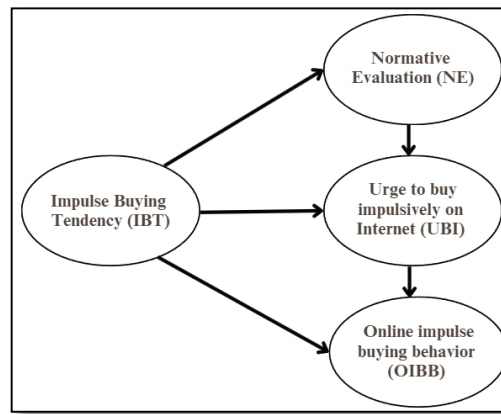 Normative
Evaluation (NE)
Impulse Buying
Tendency (IBT)
Urge to buy
impulsively on
Internet (UBI)
Online impulse
buying behavior
(OIBB)